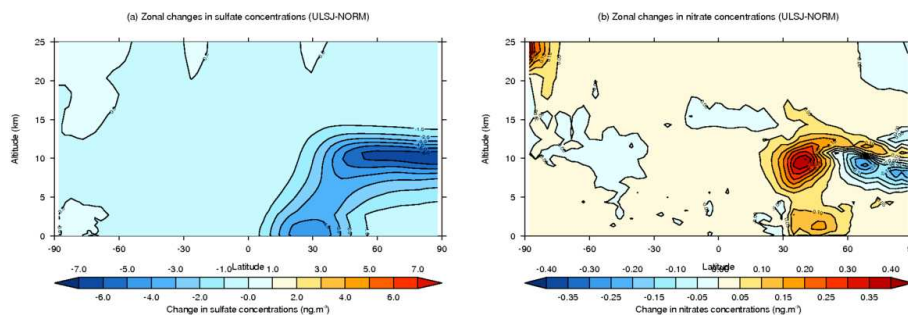 (a) Zonal changes in sulfate concentrations (ULSJ-NORM)
25
20
15
10
5
0
Altitude (km)
-90 -60 -30 0 30 60 90
Latitude
-7.0 -5.0 -3.0 -1.0 1.0 3.0 5.0 7.0
-6.0 -4.0 -2.0 -0.0 2.0 4.0 6.0
Change in sulfate concentrations (ng.m⁻³)
(b) Zonal changes in nitrate concentrations (ULSJ-NORM)
25
20
15
10
5
0
Altitude (km)
-90 -60 -30 0 30 60
Latitude
-0.40 -0.30 -0.20 -0.10 0.00 0.10 0.20 0.30 0.40
-0.35 -0.25 -0.15 -0.05 0.05 0.15 0.25 0.35
Change in nitrates concentrations (ng.m⁻³)
-1.0
0.10